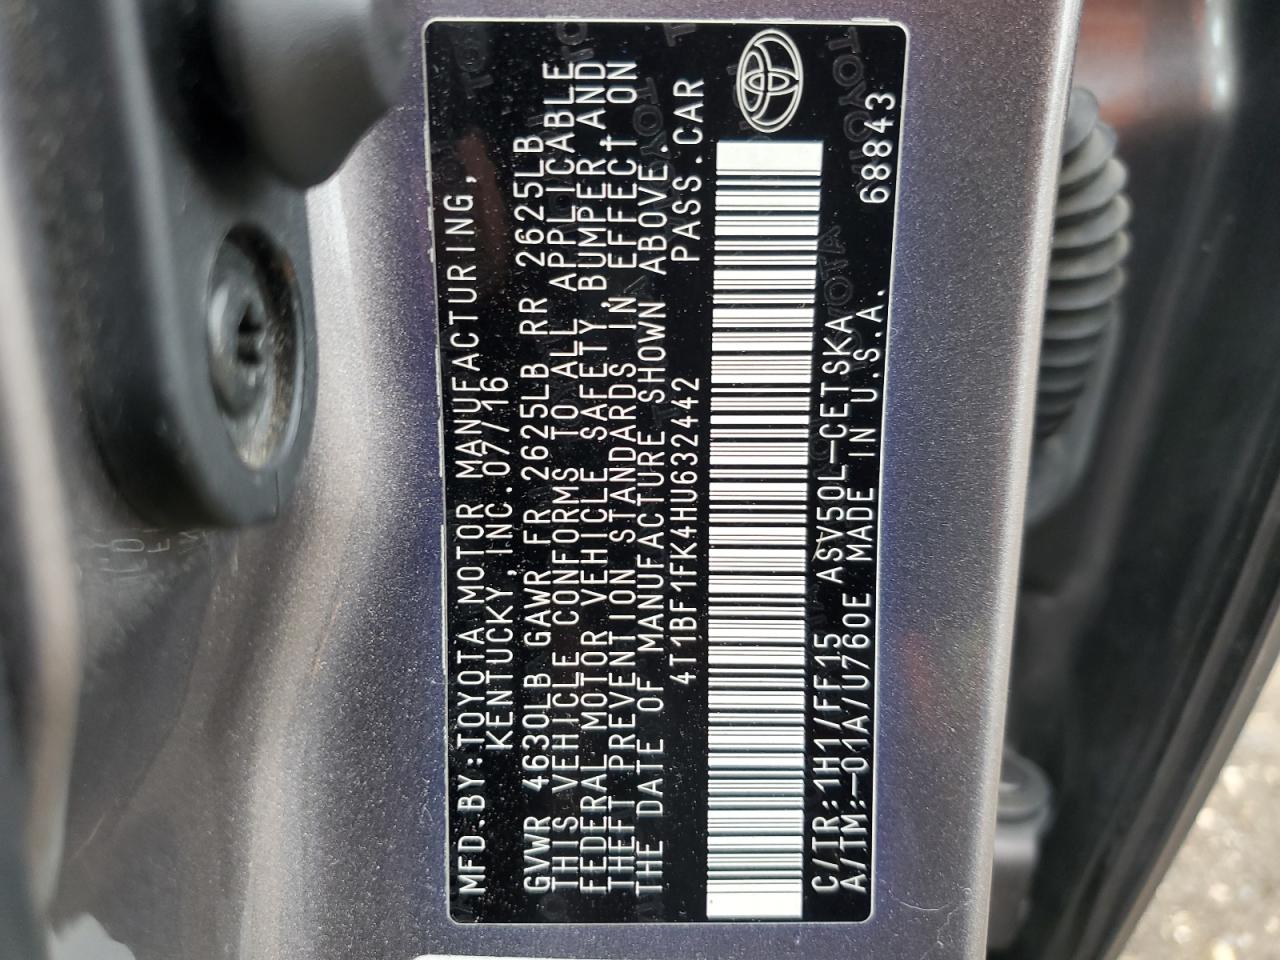 MFD.BY:TOYOTA MOTOR MANUFACTURING,
KENTUCKY,INC.07/16
GVWR 4630LB GAWR FR 2625LB RR 2625LB
THIS VEHICLE CONFORMS TO ALL APPLICABLE
FEDERAL MOTOR VEHICLE SAFETY,BUMPER,AND
THEFT PREVENTION STANDARDS IN EFFECT ON
THE DATE OF MANUFACTURE SHOWN ABOVE.
4T1BF1FK4HU632442 PASS.CAR
C/TR:1H1/FF15 ASV50L-CETSKA 68843
A/TM:-01A/U760E MADE IN U.S.A.